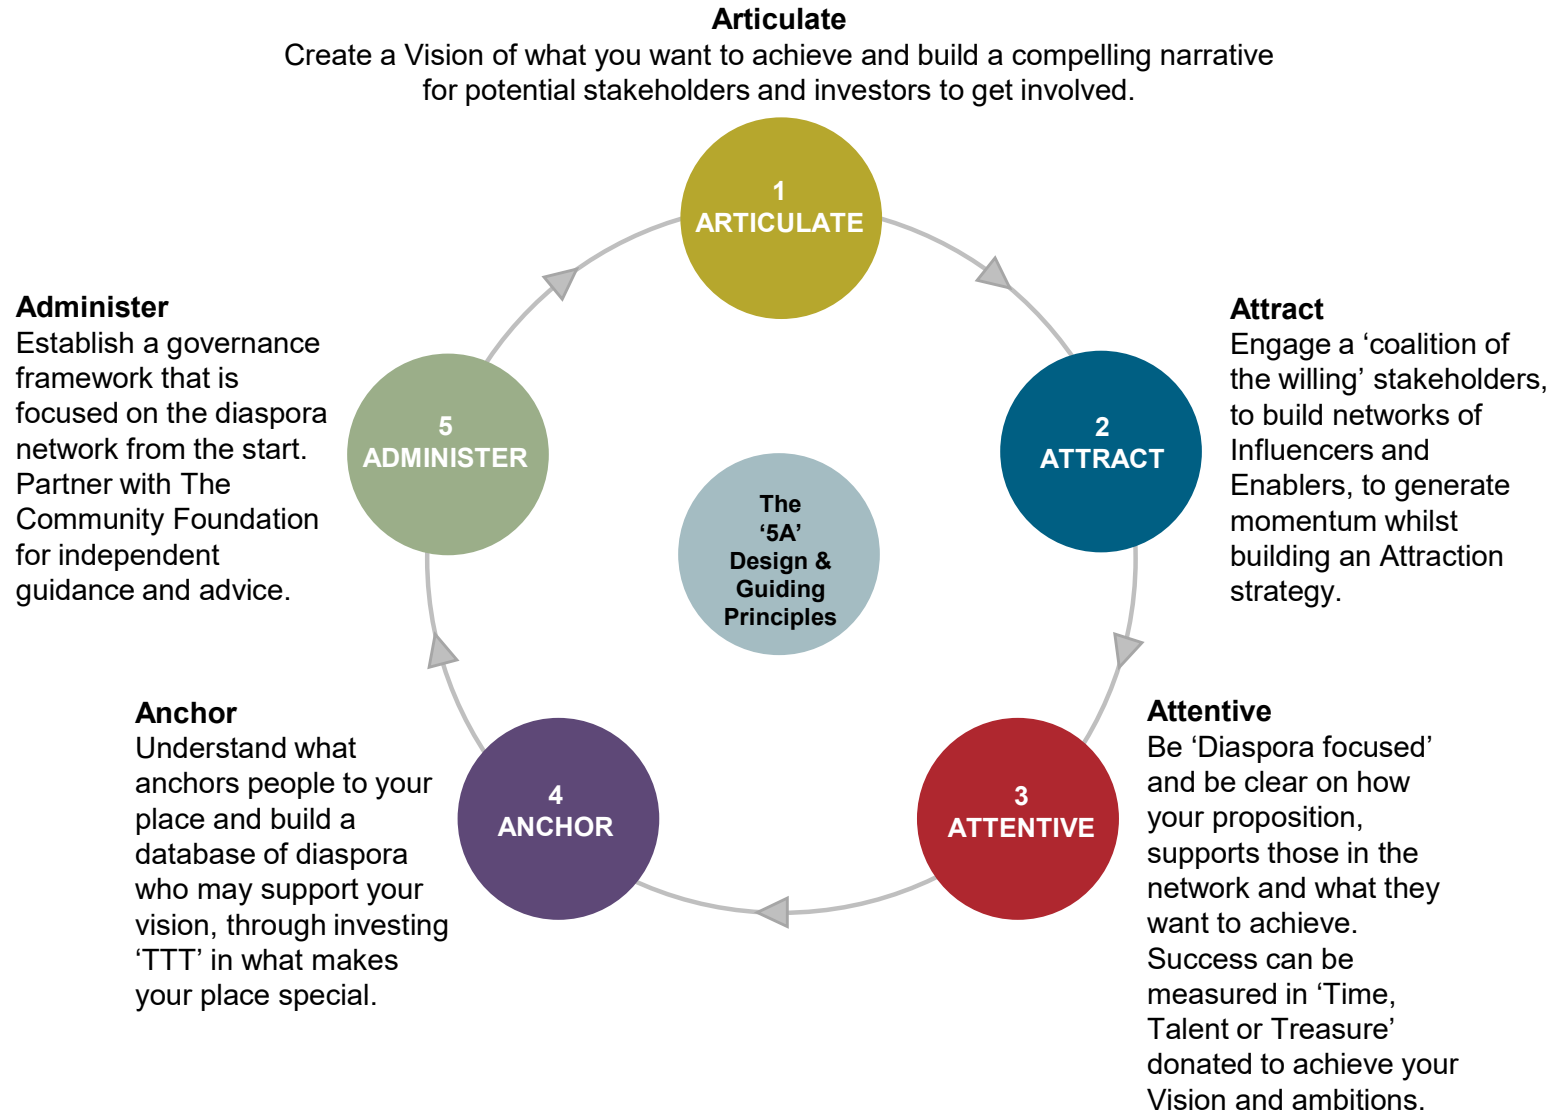 Articulate
Create a Vision of what you want to achieve and build a compelling narrative
for potential stakeholders and investors to get involved.
1
ARTICULATE
Attract
Engage a ‘coalition of
the willing’ stakeholders,
to build networks of
Influencers and
Enablers, to generate
momentum whilst
building an Attraction
strategy.
2
ATTRACT
Attentive
Be ‘Diaspora focused’
and be clear on how
your proposition,
supports those in the
network and what they
want to achieve.
Success can be
measured in ‘Time,
Talent or Treasure’
donated to achieve your
Vision and ambitions.
3
ATTENTIVE
Anchor
Understand what
anchors people to your
place and build a
database of diaspora
who may support your
vision, through investing
‘TTT’ in what makes
your place special.
4
ANCHOR
Administer
Establish a governance
framework that is
focused on the diaspora
network from the start.
Partner with The
Community Foundation
for independent
guidance and advice.
5
ADMINISTER
The
‘5A’
Design &
Guiding
Principles